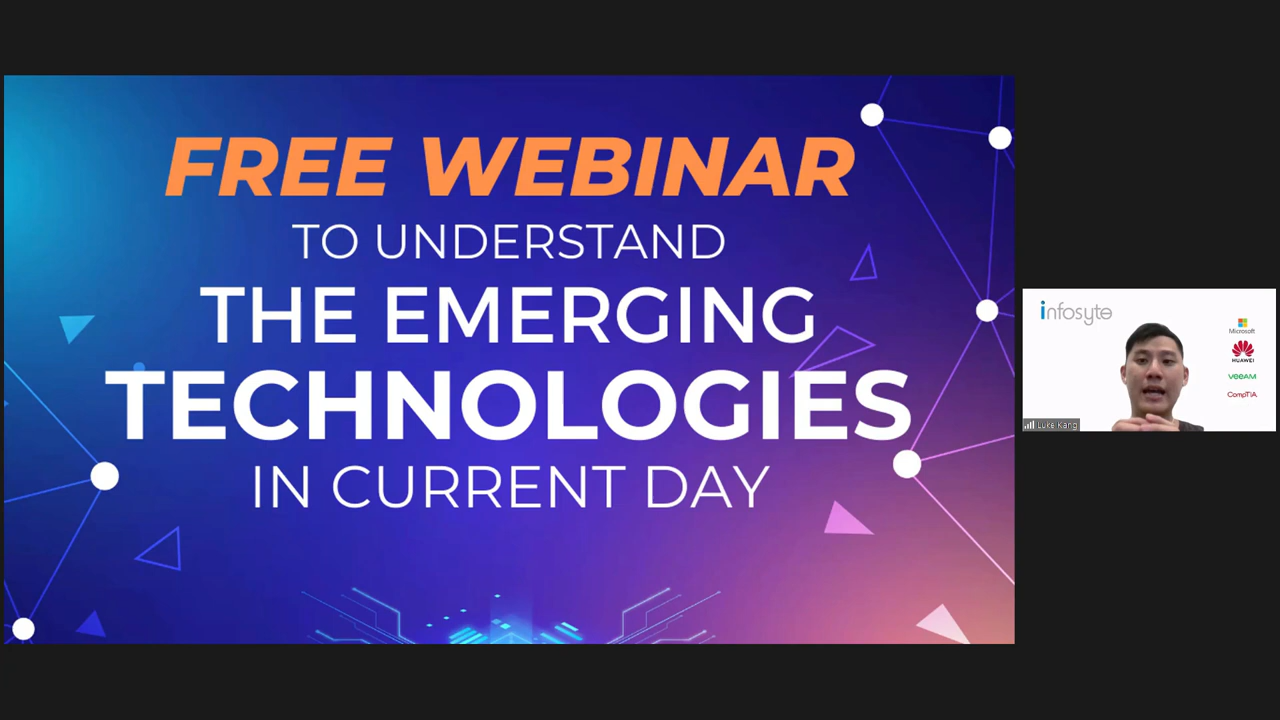 FREE WEBINAR
TO UNDERSTAND
THE EMERGING
TECHNOLOGIES
IN CURRENT DAY
infosyte
Microsoft
HUAWEI
veeam
CompTIA
Luke Kang